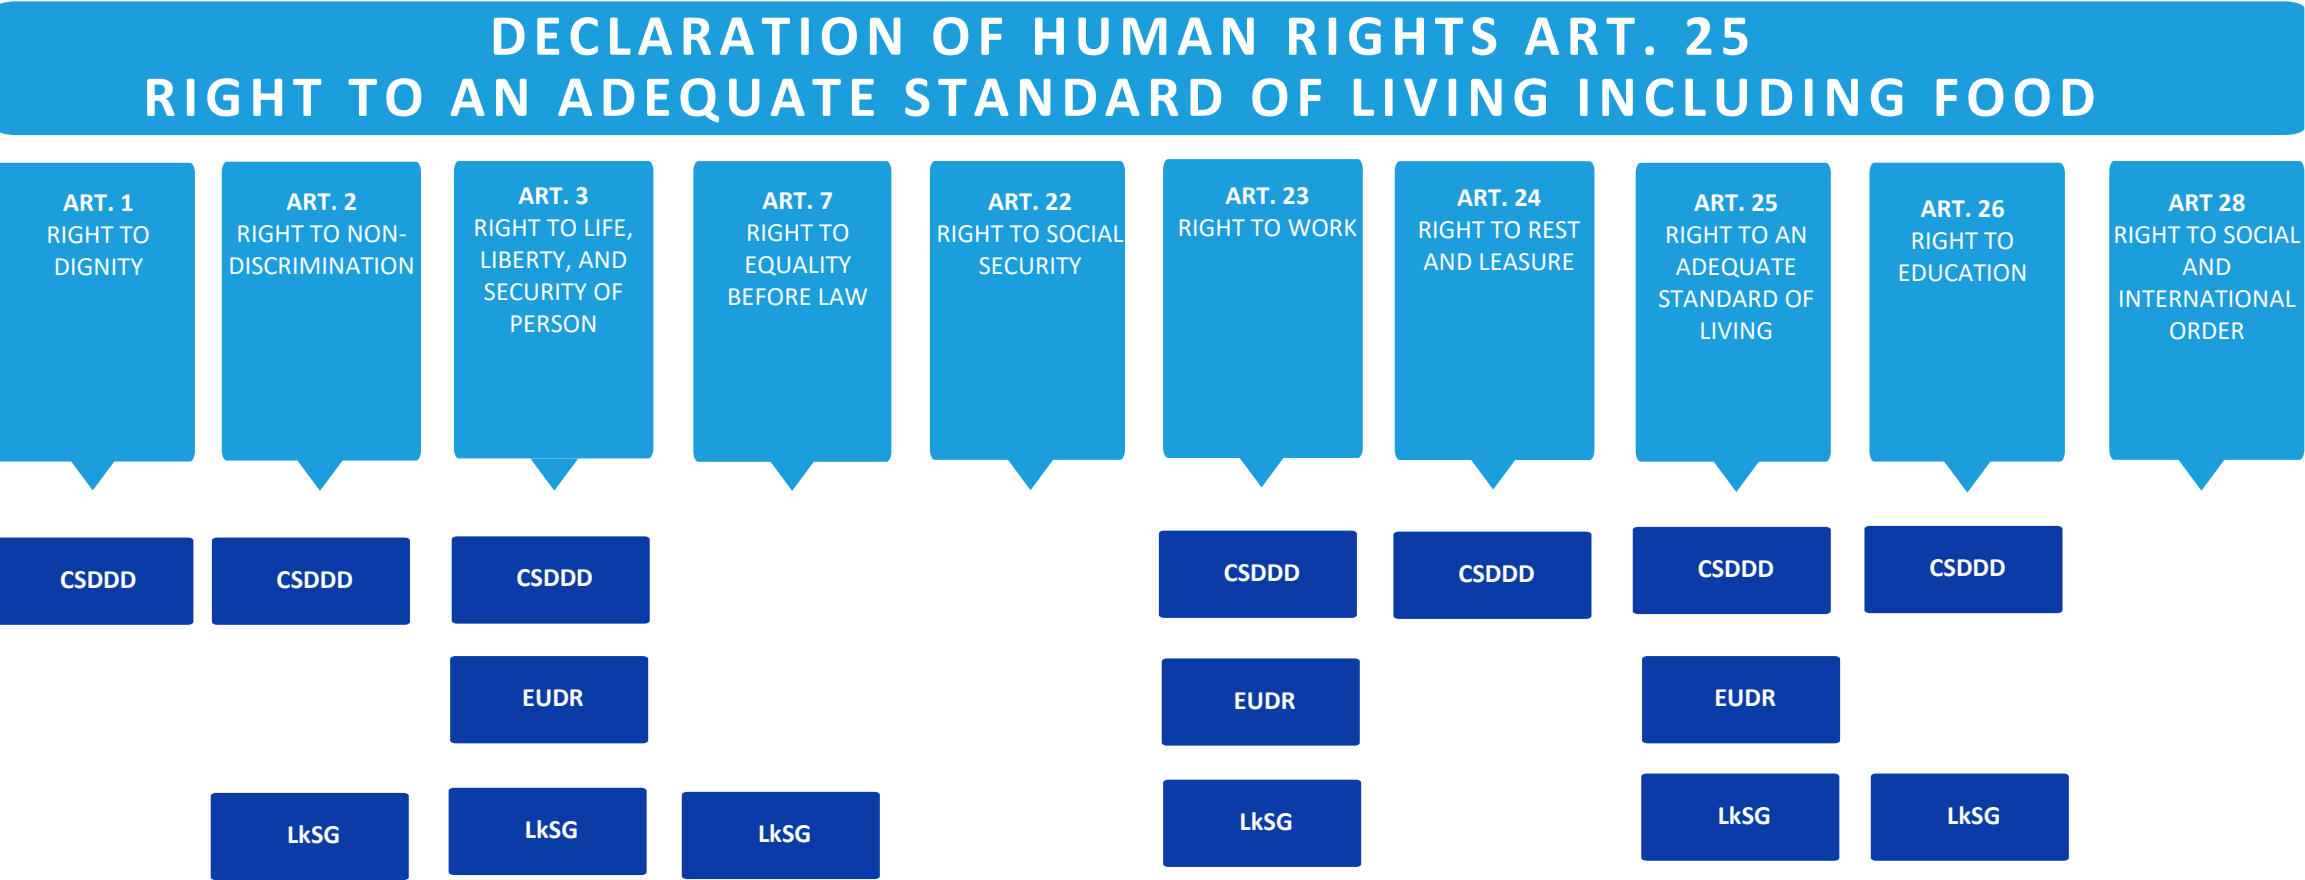 DECLARATION OF HUMAN RIGHTS ART. 25
RIGHT TO AN ADEQUATE STANDARD OF LIVING INCLUDING FOOD
ART. 1
RIGHT TO
DIGNITY
ART. 2
RIGHT TO NON-
DISCRIMINATION
ART. 3
RIGHT TO LIFE,
LIBERTY, AND
SECURITY OF
PERSON
ART. 7
RIGHT TO
EQUALITY
BEFORE LAW
ART. 22
RIGHT TO SOCIAL
SECURITY
ART. 23
RIGHT TO WORK
ART. 24
RIGHT TO REST
AND LEASURE
ART. 25
RIGHT TO AN
ADEQUATE
STANDARD OF
LIVING
ART. 26
RIGHT TO
EDUCATION
ART 28
RIGHT TO SOCIAL
AND
INTERNATIONAL
ORDER
CSDDD
CSDDD
CSDDD
CSDDD
CSDDD
CSDDD
CSDDD
EUDR
EUDR
EUDR
LkSG
LkSG
LkSG
LkSG
LkSG
LkSG